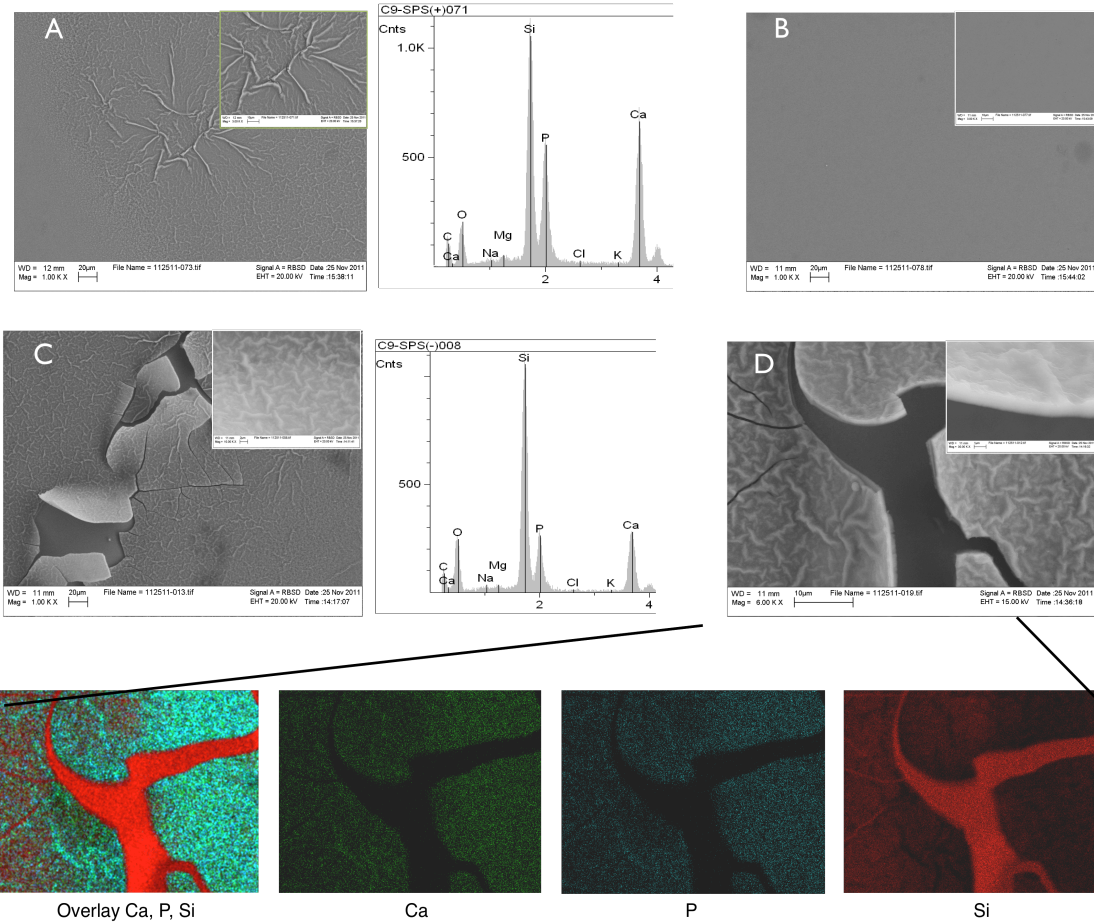 A
WD = 12 mm 20µm File Name = 112511-073.tif Signal A = RBSD Date :25 Nov 2011
Mag = 1.00 K X EHT = 20.00 kV Time :15:38:11
C9-SPS(+)071
Cnts
Si
1.0K
Ca
P
500
O
C
Ca
Na
Mg
Cl
K
2
4
B
WD = 11 mm 20µm File Name = 112511-078.tif Signal A = RBSD Date :25 Nov 2011
Mag = 1.00 K X EHT = 20.00 kV Time :15:44:02
C
WD = 11 mm 20µm File Name = 112511-013.tif Signal A = RBSD Date :25 Nov 2011
Mag = 1.00 K X EHT = 20.00 kV Time :14:17:07
C9-SPS(-)008
Cnts
Si
500
O
P
Ca
C
Ca
Na
Mg
Cl
K
2
4
D
WD = 11 mm 10µm File Name = 112511-019.tif Signal A = RBSD Date :25 Nov 2011
Mag = 6.00 K X EHT = 15.00 kV Time :14:36:18
Overlay Ca, P, Si
Ca
P
Si